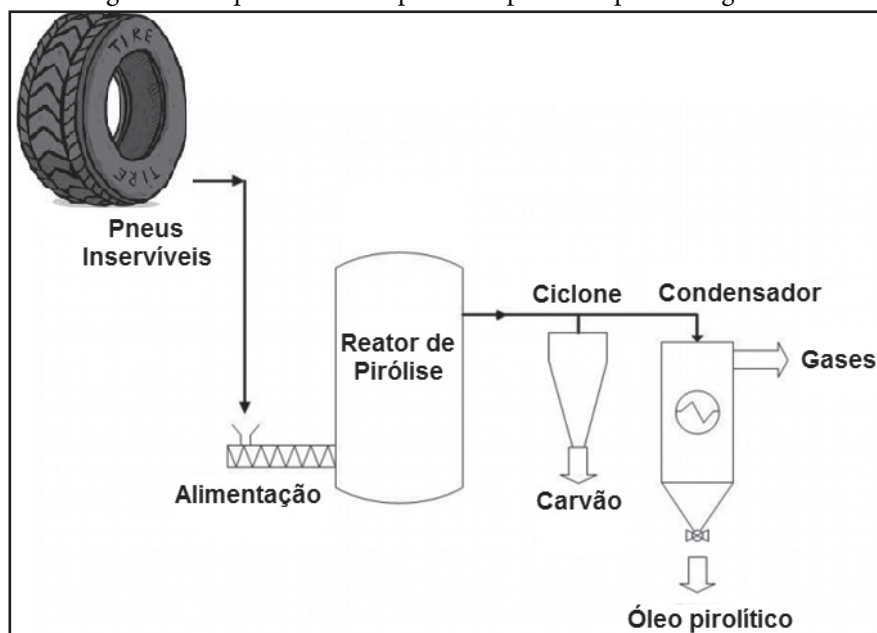 TIRE
TIRE
Pneus
Inservíveis
Ciclone
Condensador
Reator de
Pirólise
Gases
Alimentação
Carvão
Óleo pirolítico